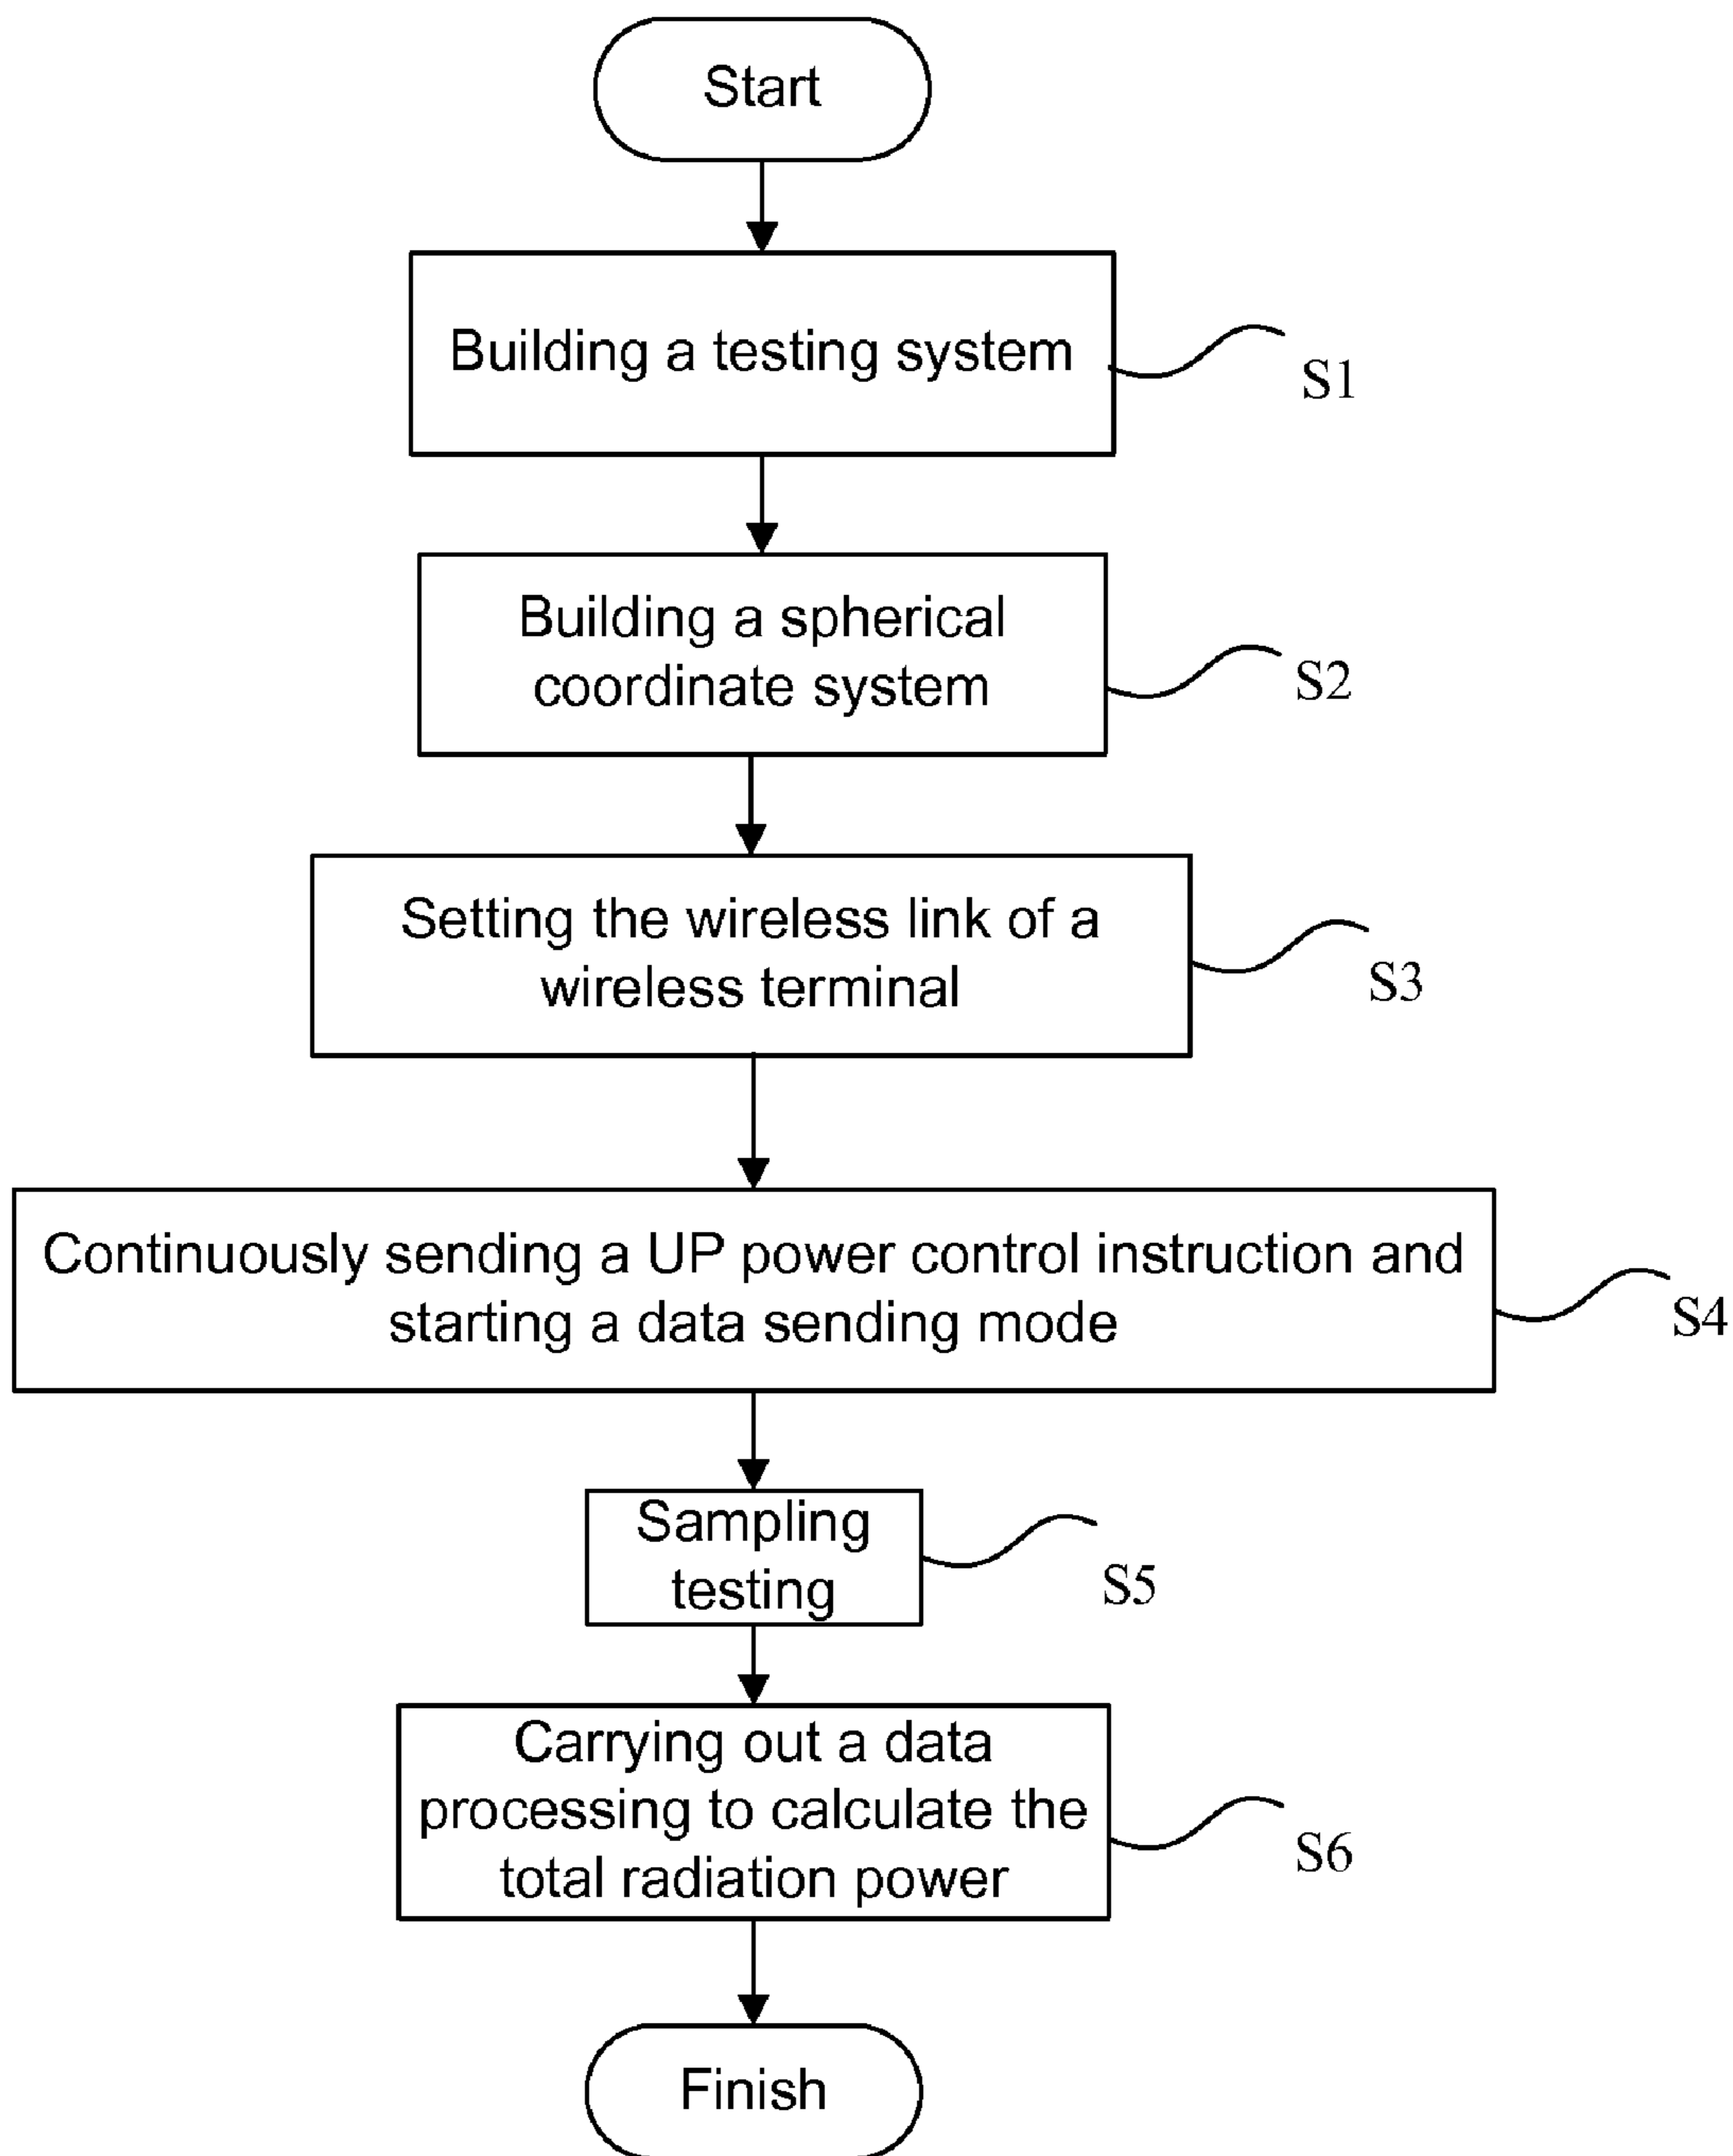 Start
Building a testing system
S1
Building a spherical
coordinate system
S2
Setting the wireless link of a
wireless terminal
S3
Continuously sending a UP power control instruction and
starting a data sending mode
S4
Sampling
testing
S5
Carrying out a data
processing to calculate the
total radiation power
S6
Finish